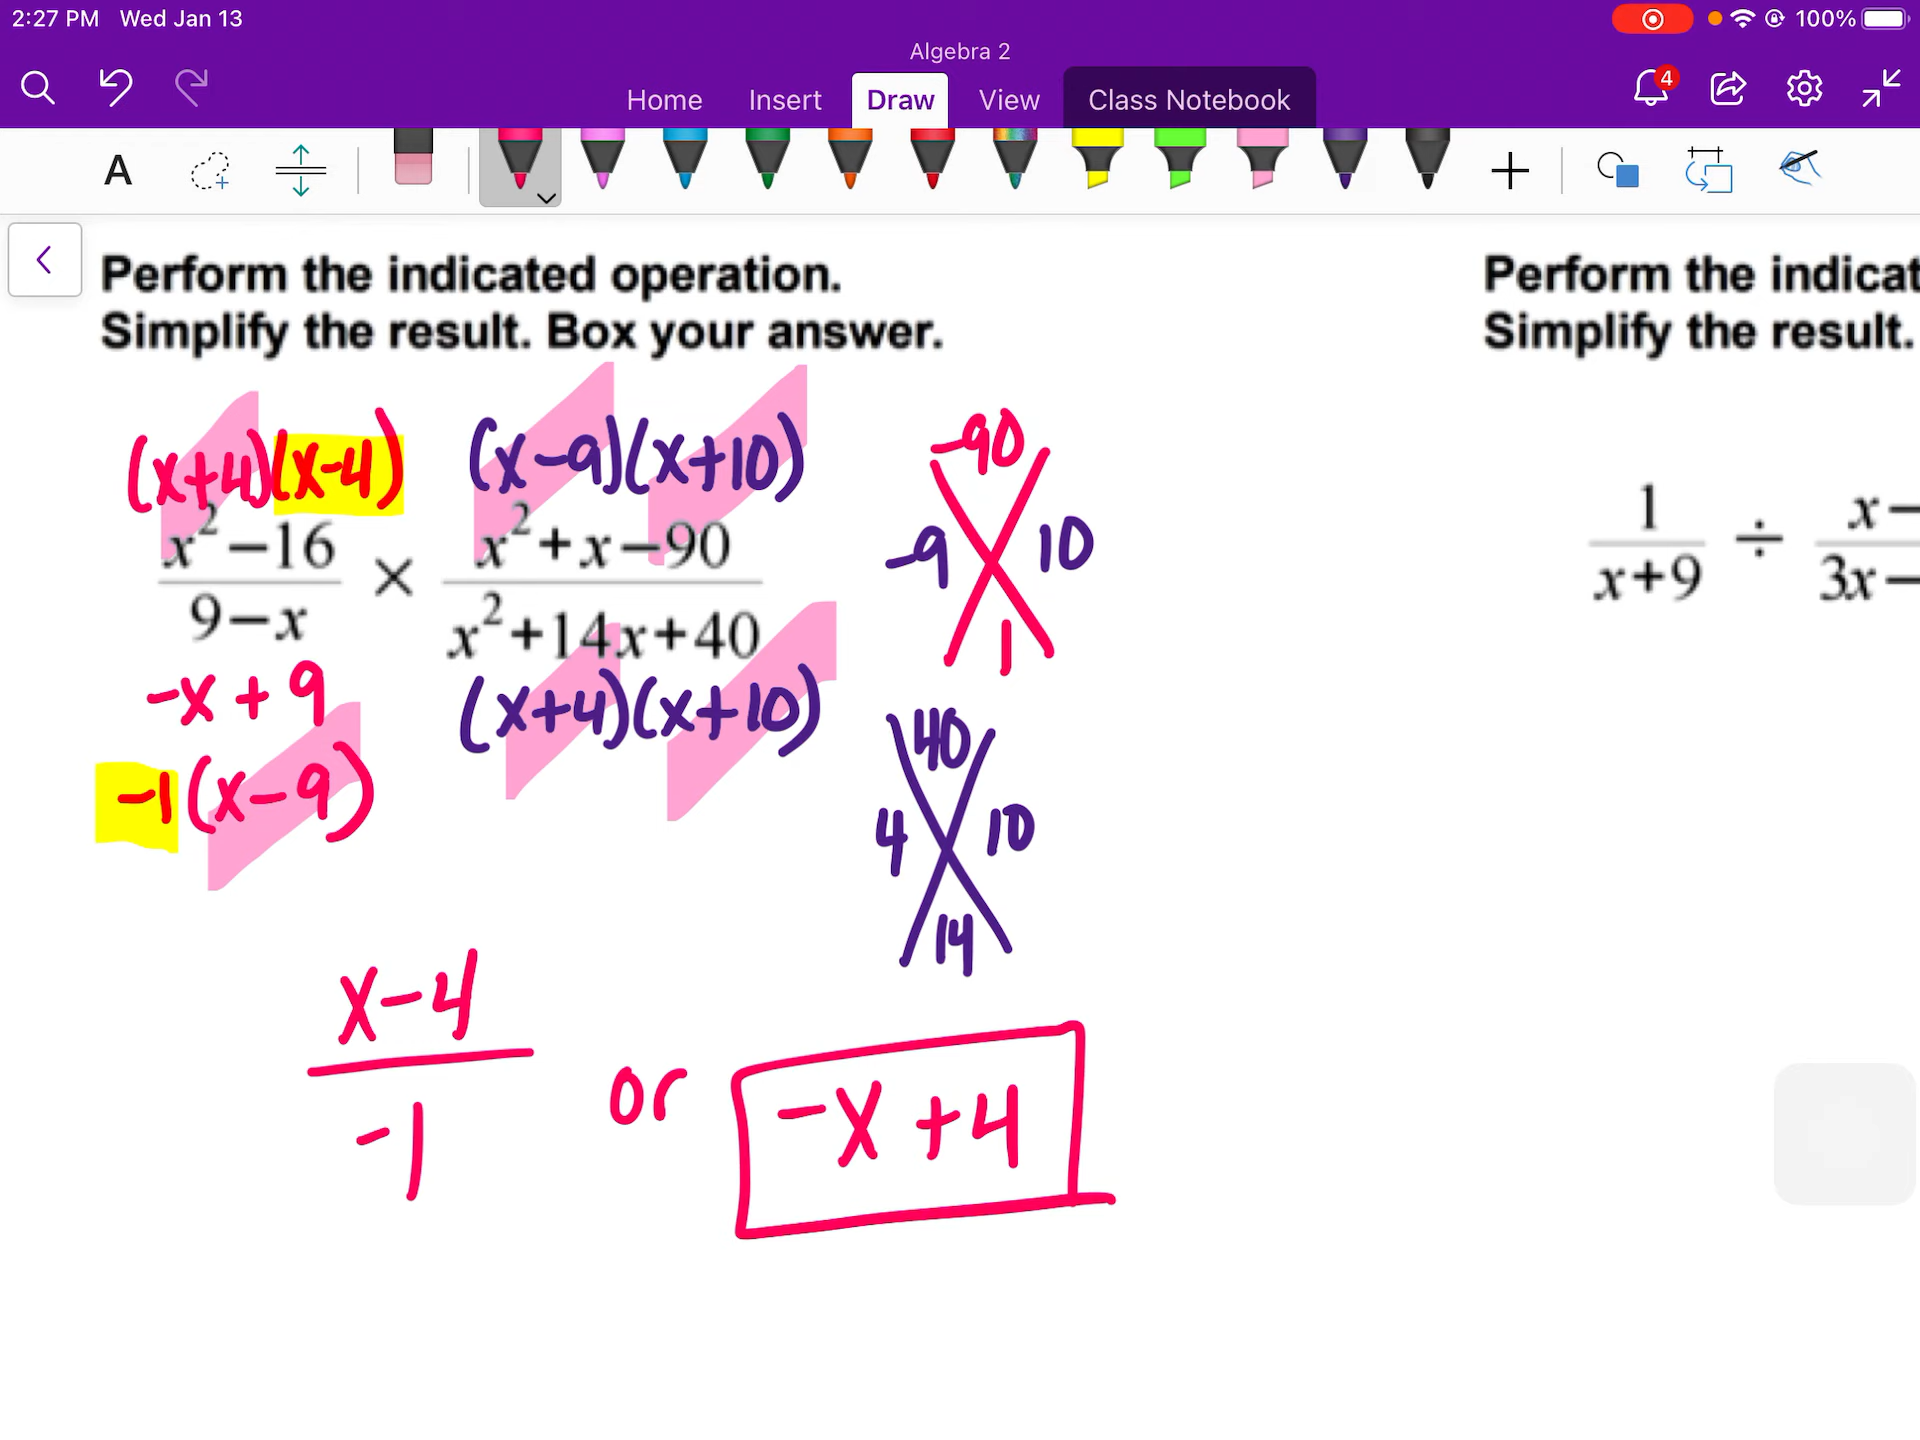 2:27 PM Wed Jan 13
100%
Algebra 2
Home Insert Draw View Class Notebook
4
A
Perform the indicated operation.
Simplify the result. Box your answer.
(x+4)(x-4) (x-9)(x+10)
x²-16 / 9-x × x²+x-90 / x²+14x+40
-x + 9 (x+4)(x+10)
-1(x-9)
-90
-9 10
1
40
4 10
14
x-4 / -1 or -x +4
Perform the indicat
Simplify the result.
1 / x+9 ÷ x- / 3x-